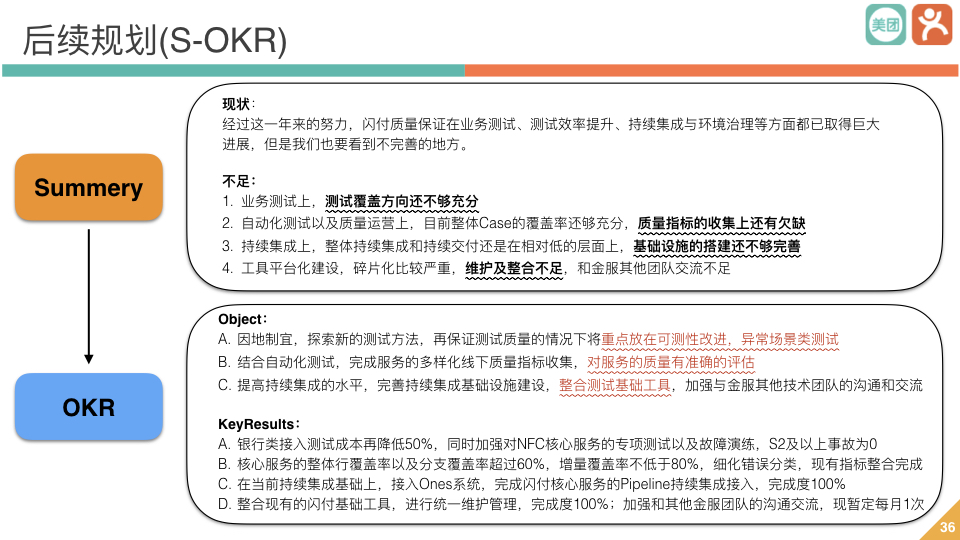 后续规划(S-OKR)
美团
Summery
现状：
经过这一年来的努力，闪付质量保证在业务测试、测试效率提升、持续集成与环境治理等方面都已取得巨大
进展，但是我们也要看到不完善的地方。
不足：
1. 业务测试上，测试覆盖方向还不够充分
2. 自动化测试以及质量运营上，目前整体Case的覆盖率还够充分，质量指标的收集上还有欠缺
3. 持续集成上，整体持续集成和持续交付还是在相对低的层面上，基础设施的搭建还不够完善
4. 工具平台化建设，碎片化比较严重，维护及整合不足，和金服其他团队交流不足
OKR
Object：
A. 因地制宜，探索新的测试方法，再保证测试质量的情况下将重点放在可测性改进，异常场景类测试
B. 结合自动化测试，完成服务的多样化线下质量指标收集，对服务的质量有准确的评估
C. 提高持续集成的水平，完善持续集成基础设施建设，整合测试基础工具，加强与金服其他技术团队的沟通和交流
KeyResults：
A. 银行类接入测试成本再降低50%，同时加强对NFC核心服务的专项测试以及故障演练，S2及以上事故为0
B. 核心服务的整体行覆盖率以及分支覆盖率超过60%，增量覆盖率不低于80%，细化错误分类，现有指标整合完成
C. 在当前持续集成基础上，接入Ones系统，完成闪付核心服务的Pipeline持续集成接入，完成度100%
D. 整合现有的闪付基础工具，进行统一维护管理，完成度100%；加强和其他金服团队的沟通交流，现暂定每月1次
36